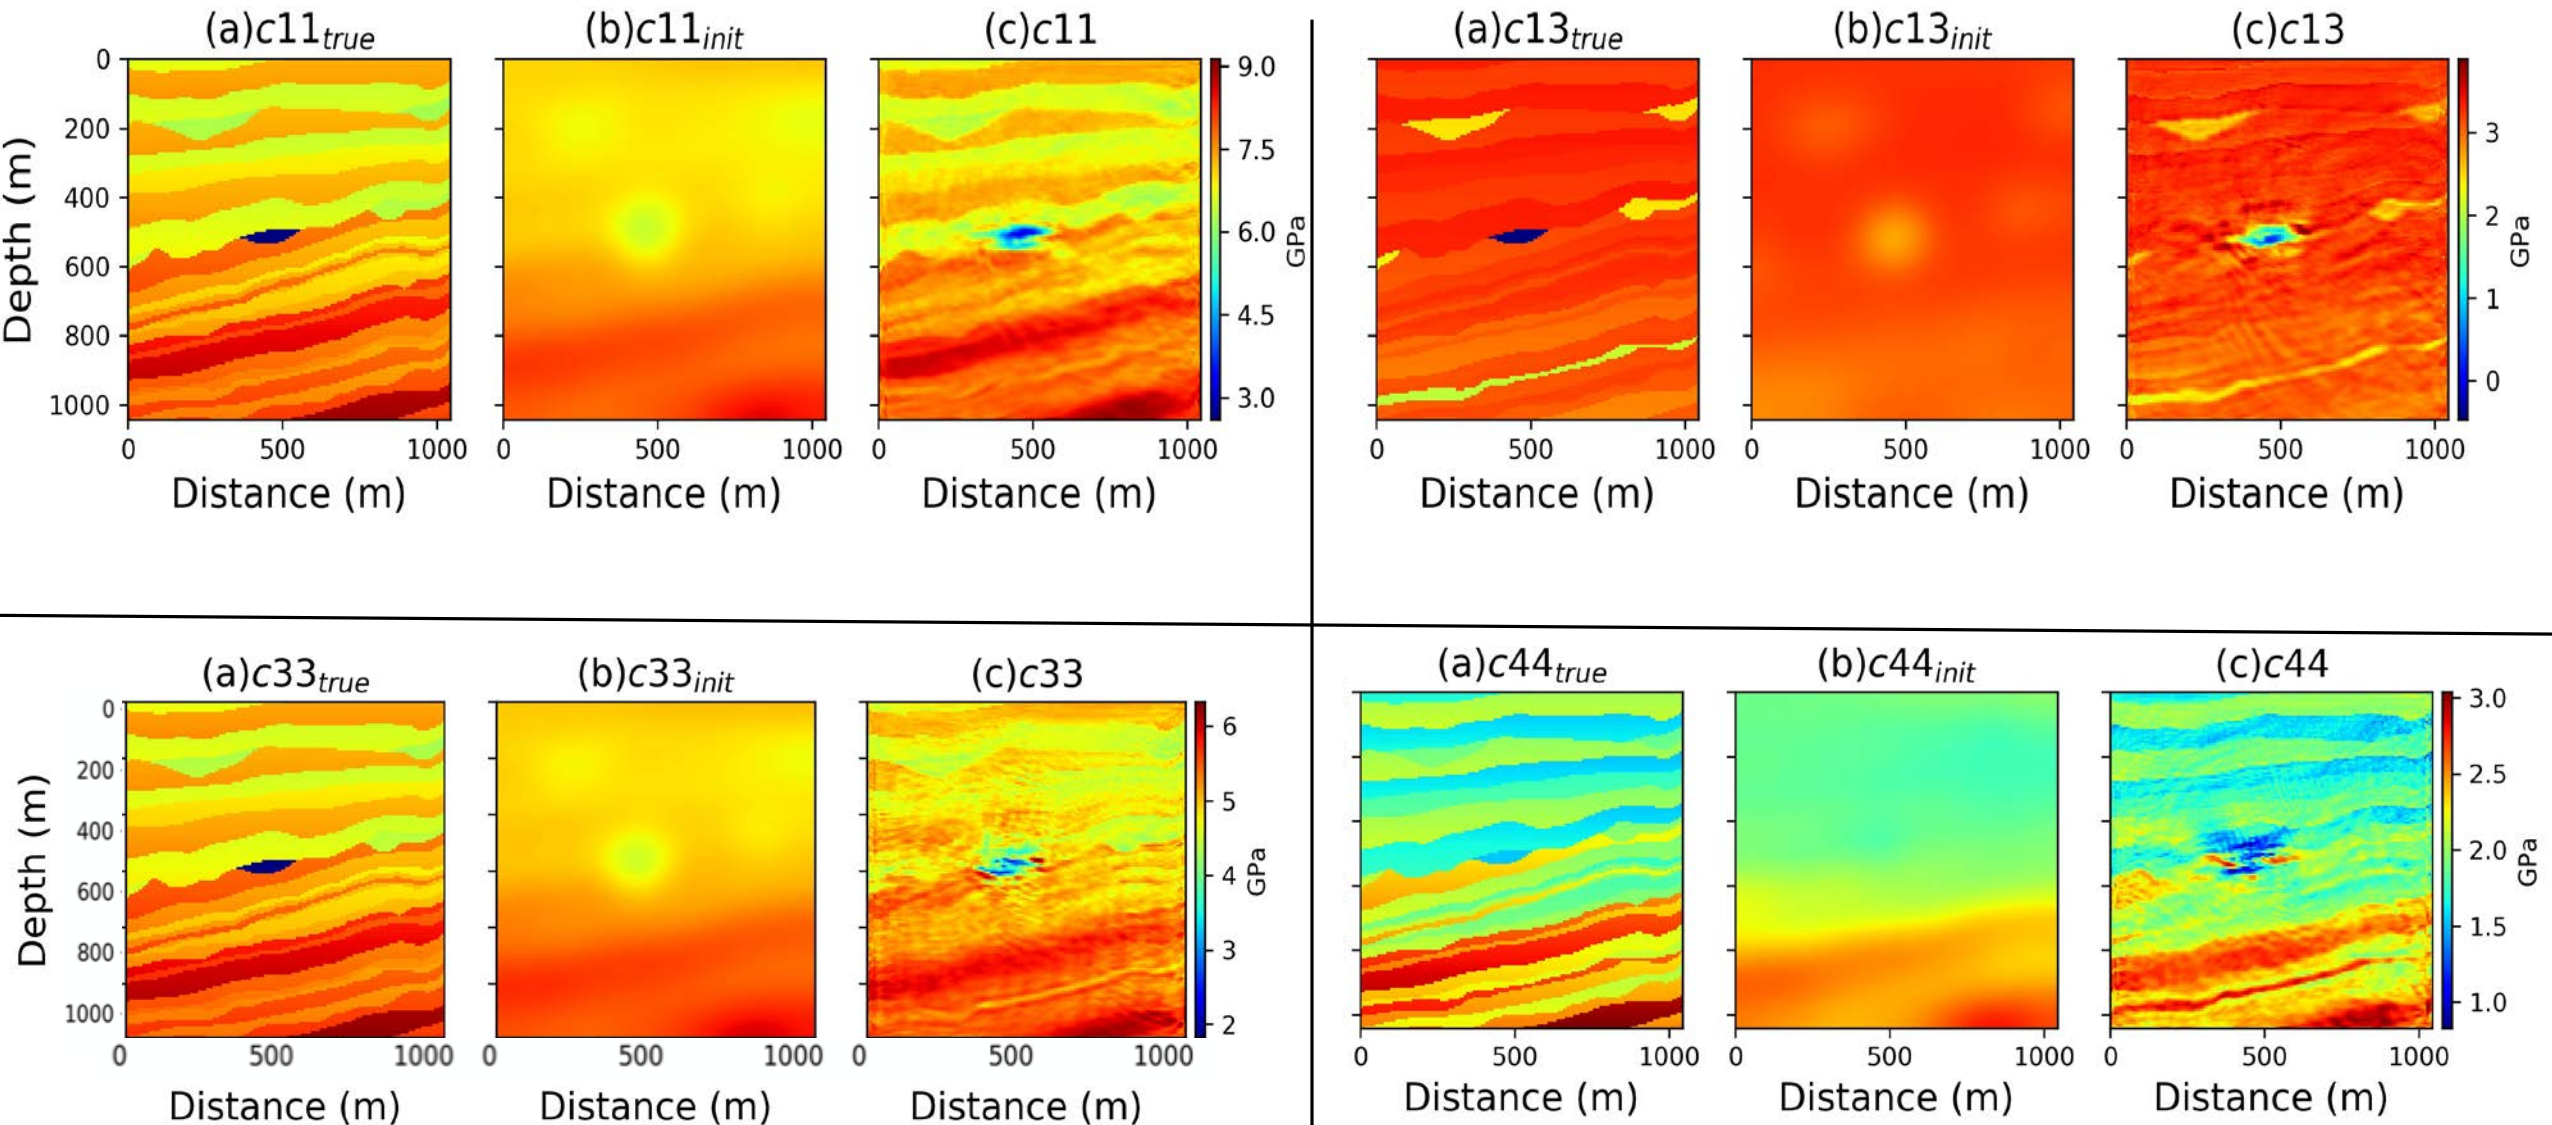 (a)c11true (b)c11init (c)c11
Depth (m)
0
200
400
600
800
1000
0 500 1000 0 500 1000 0 500 1000
Distance (m) Distance (m) Distance (m)
9.0
7.5
6.0
4.5
3.0
GPa
(a)c13true (b)c13init (c)c13
0 500 1000 0 500 1000 0 500 1000
Distance (m) Distance (m) Distance (m)
3
2
1
0
GPa
(a)c33true (b)c33init (c)c33
Depth (m)
0
200
400
600
800
1000
0 500 1000 0 500 1000 0 500 1000
Distance (m) Distance (m) Distance (m)
6
5
4
3
2
GPa
(a)c44true (b)c44init (c)c44
0 500 1000 0 500 1000 0 500 1000
Distance (m) Distance (m) Distance (m)
3.0
2.5
2.0
1.5
1.0
GPa